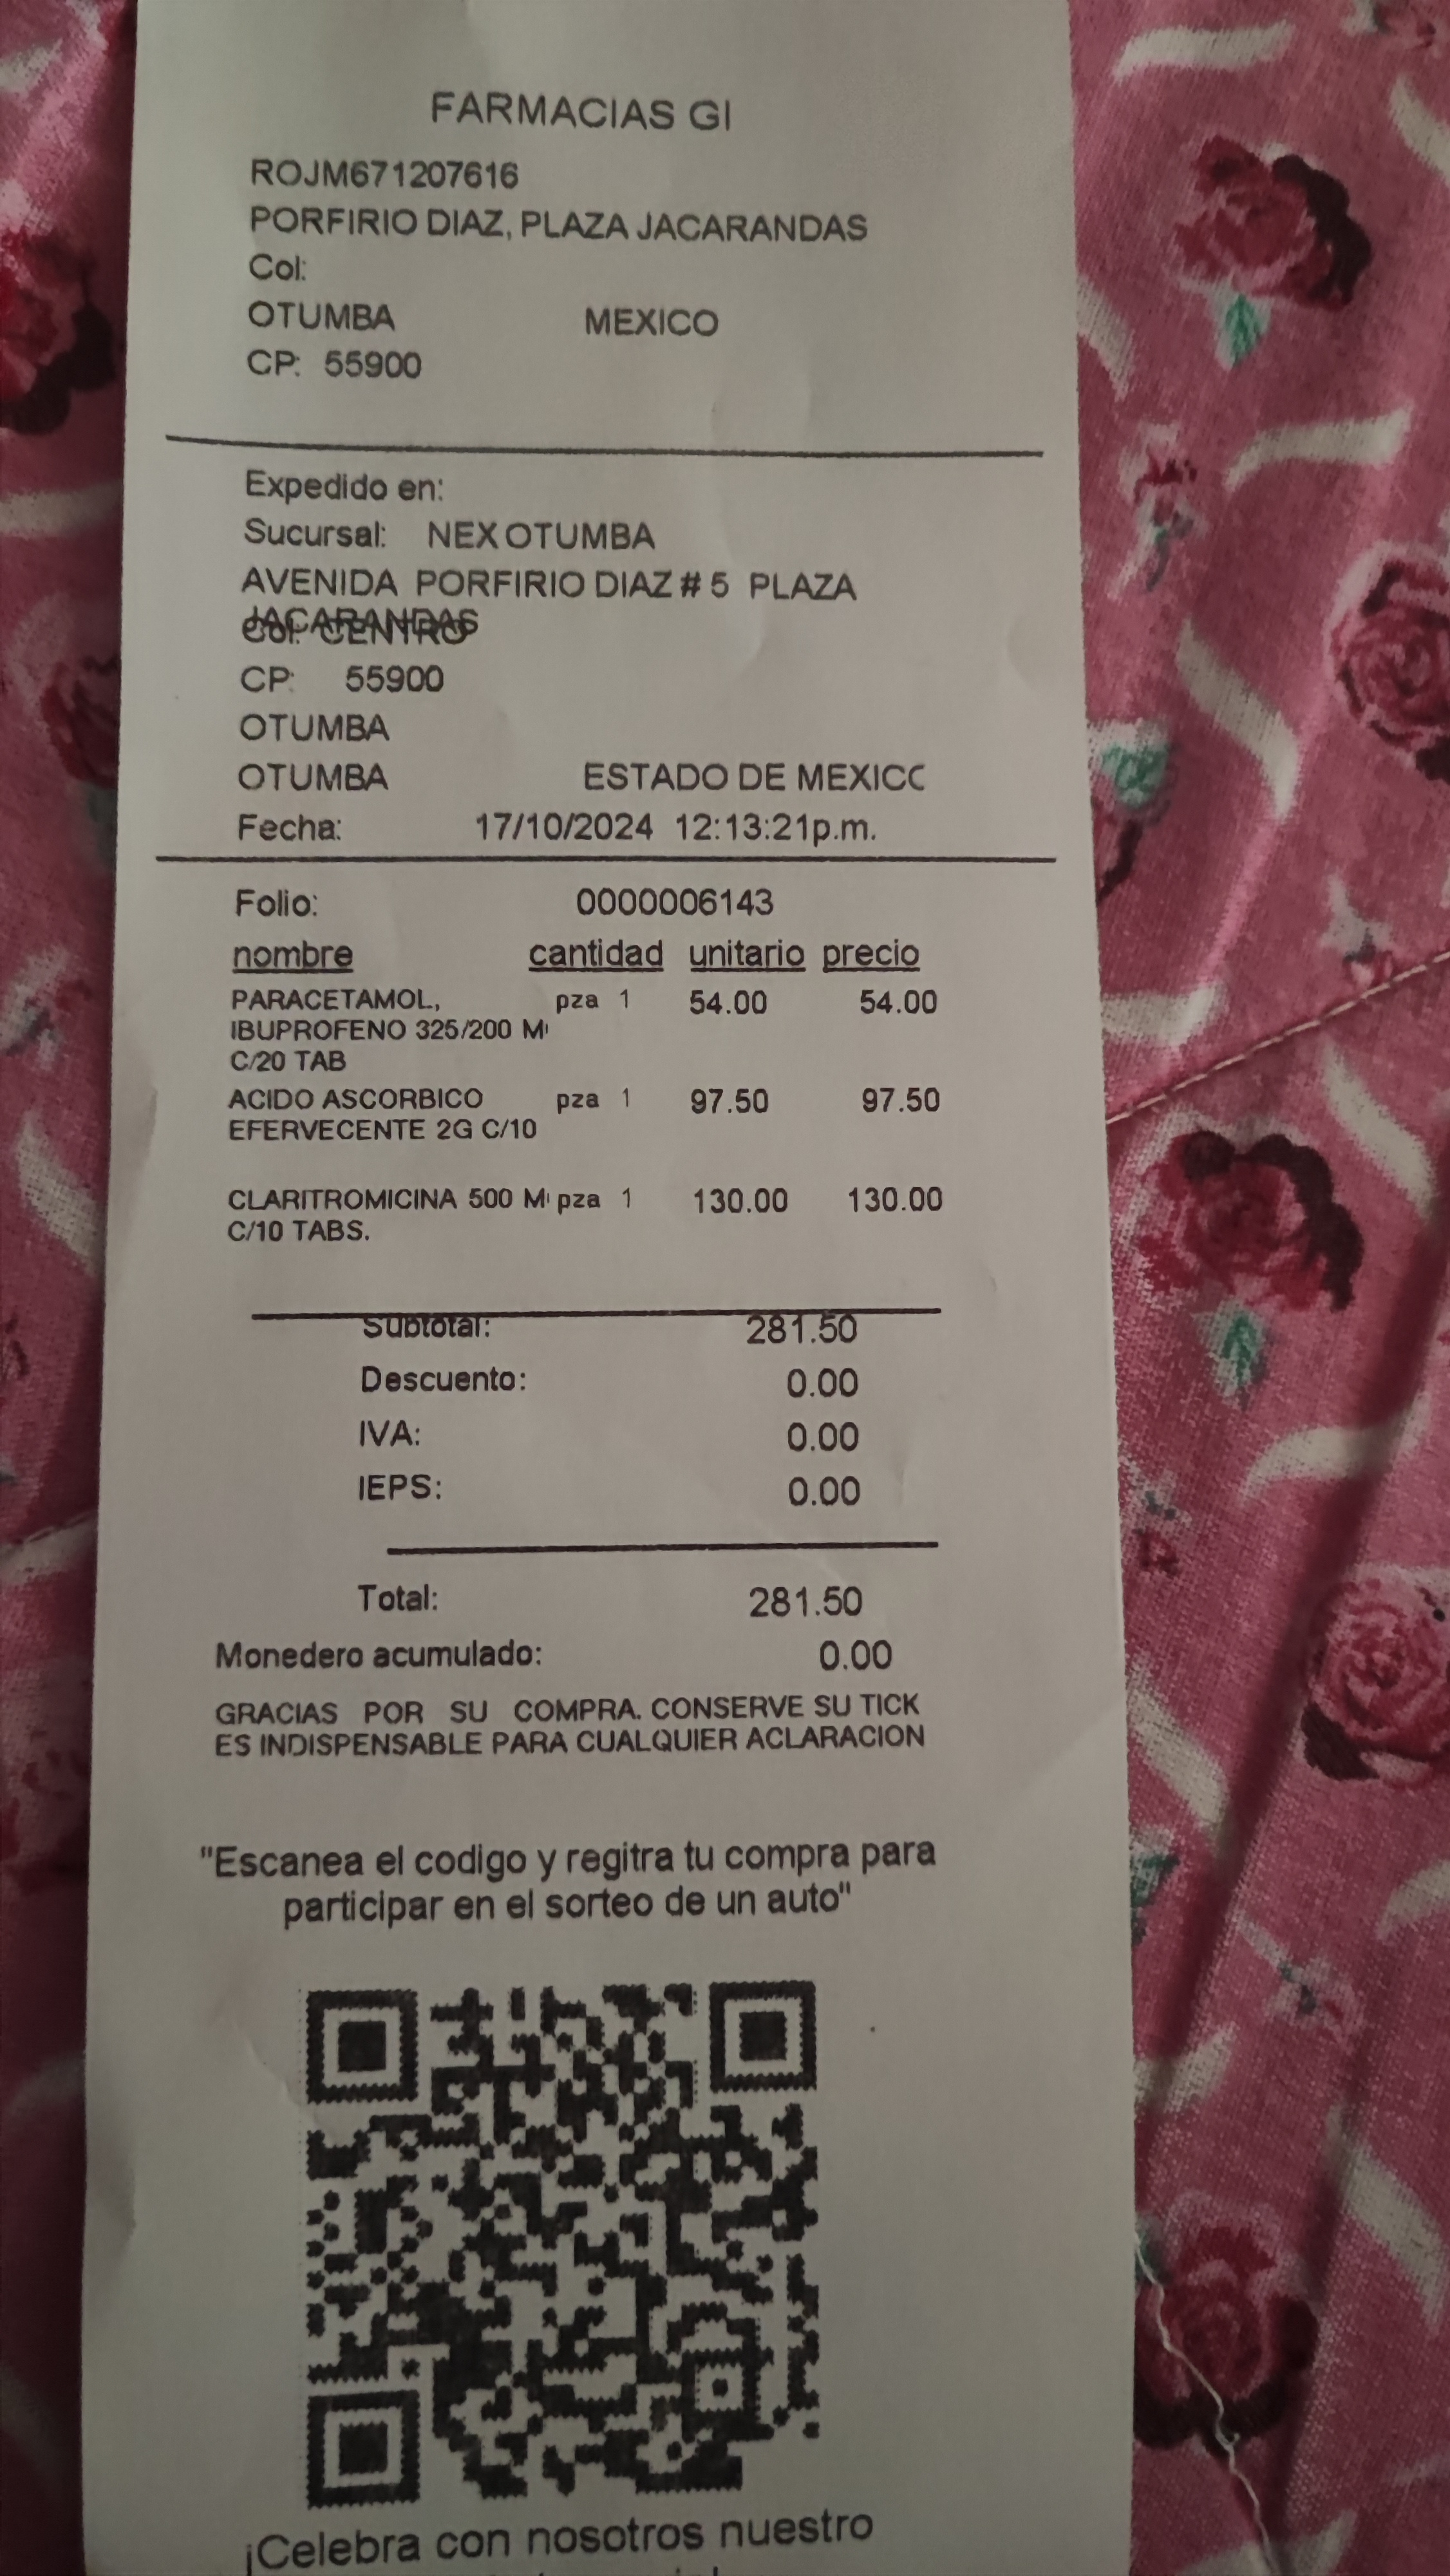 FARMACIAS GI
ROJM671207616
PORFIRIO DIAZ, PLAZA JACARANDAS
Col:
OTUMBA MEXICO
CP: 55900
Expedido en:
Sucursal: NEX OTUMBA
AVENIDA PORFIRIO DIAZ # 5 PLAZA
JACARANDAS
Col: CENTRO
CP: 55900
OTUMBA
OTUMBA ESTADO DE MEXICO
Fecha: 17/10/2024 12:13:21p.m.
Folio: 0000006143
nombre cantidad unitario precio
PARACETAMOL, pza 1 54.00 54.00
IBUPROFENO 325/200 M
C/20 TAB
ACIDO ASCORBICO pza 1 97.50 97.50
EFERVECENTE 2G C/10
CLARITROMICINA 500 M pza 1 130.00 130.00
C/10 TABS.
Subtotal: 281.50
Descuento: 0.00
IVA: 0.00
IEPS: 0.00
Total: 281.50
Monedero acumulado: 0.00
GRACIAS POR SU COMPRA. CONSERVE SU TICK
ES INDISPENSABLE PARA CUALQUIER ACLARACION
"Escanea el codigo y regitra tu compra para
participar en el sorteo de un auto"
¡Celebra con nosotros nuestro